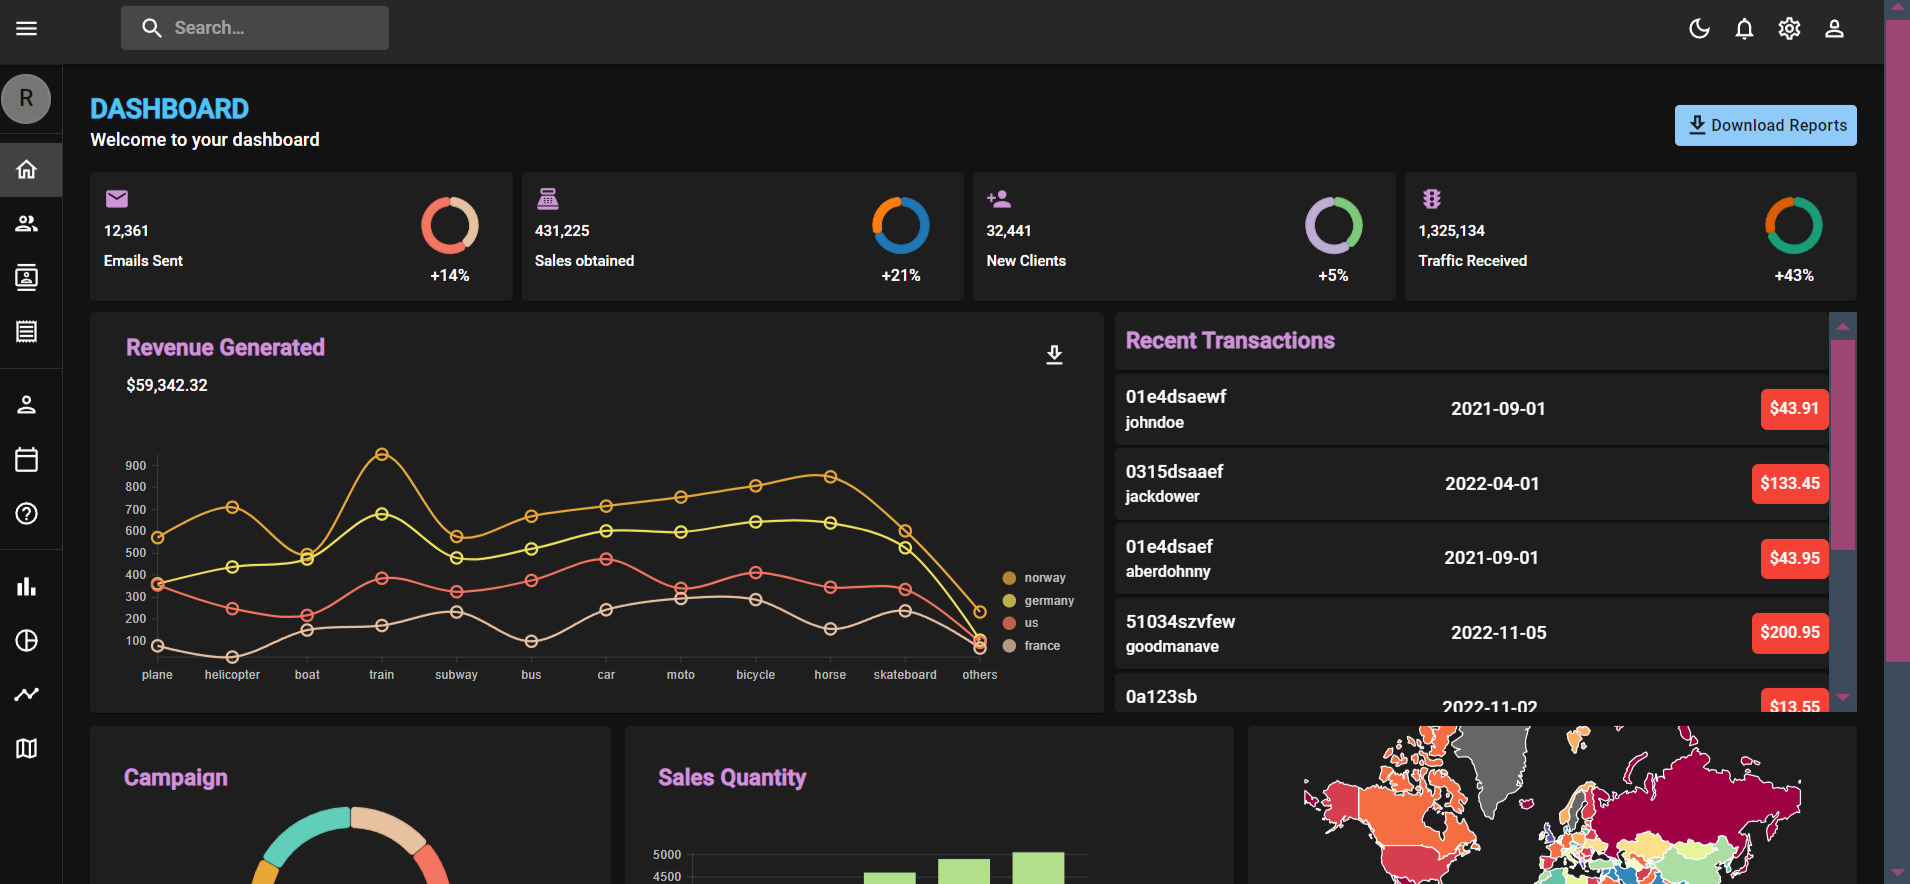 Search...
R
DASHBOARD
Welcome to your dashboard
Download Reports
12,361
Emails Sent
+14%
431,225
Sales obtained
+21%
32,441
New Clients
+5%
1,325,134
Traffic Received
+43%
Revenue Generated
$59,342.32
900
800
700
600
500
400
300
200
100
plane helicopter boat train subway bus car moto bicycle horse skateboard others
norway
germany
us
france
Recent Transactions
01e4dsaewf
johndoe
2021-09-01
$43.91
0315dsaaef
jackdower
2022-04-01
$133.45
01e4dsaef
aberdohnny
2021-09-01
$43.95
51034szvfew
goodmanave
2022-11-05
$200.95
0a123sb
2022-11-02
$13.55
Campaign
Sales Quantity
5000
4500